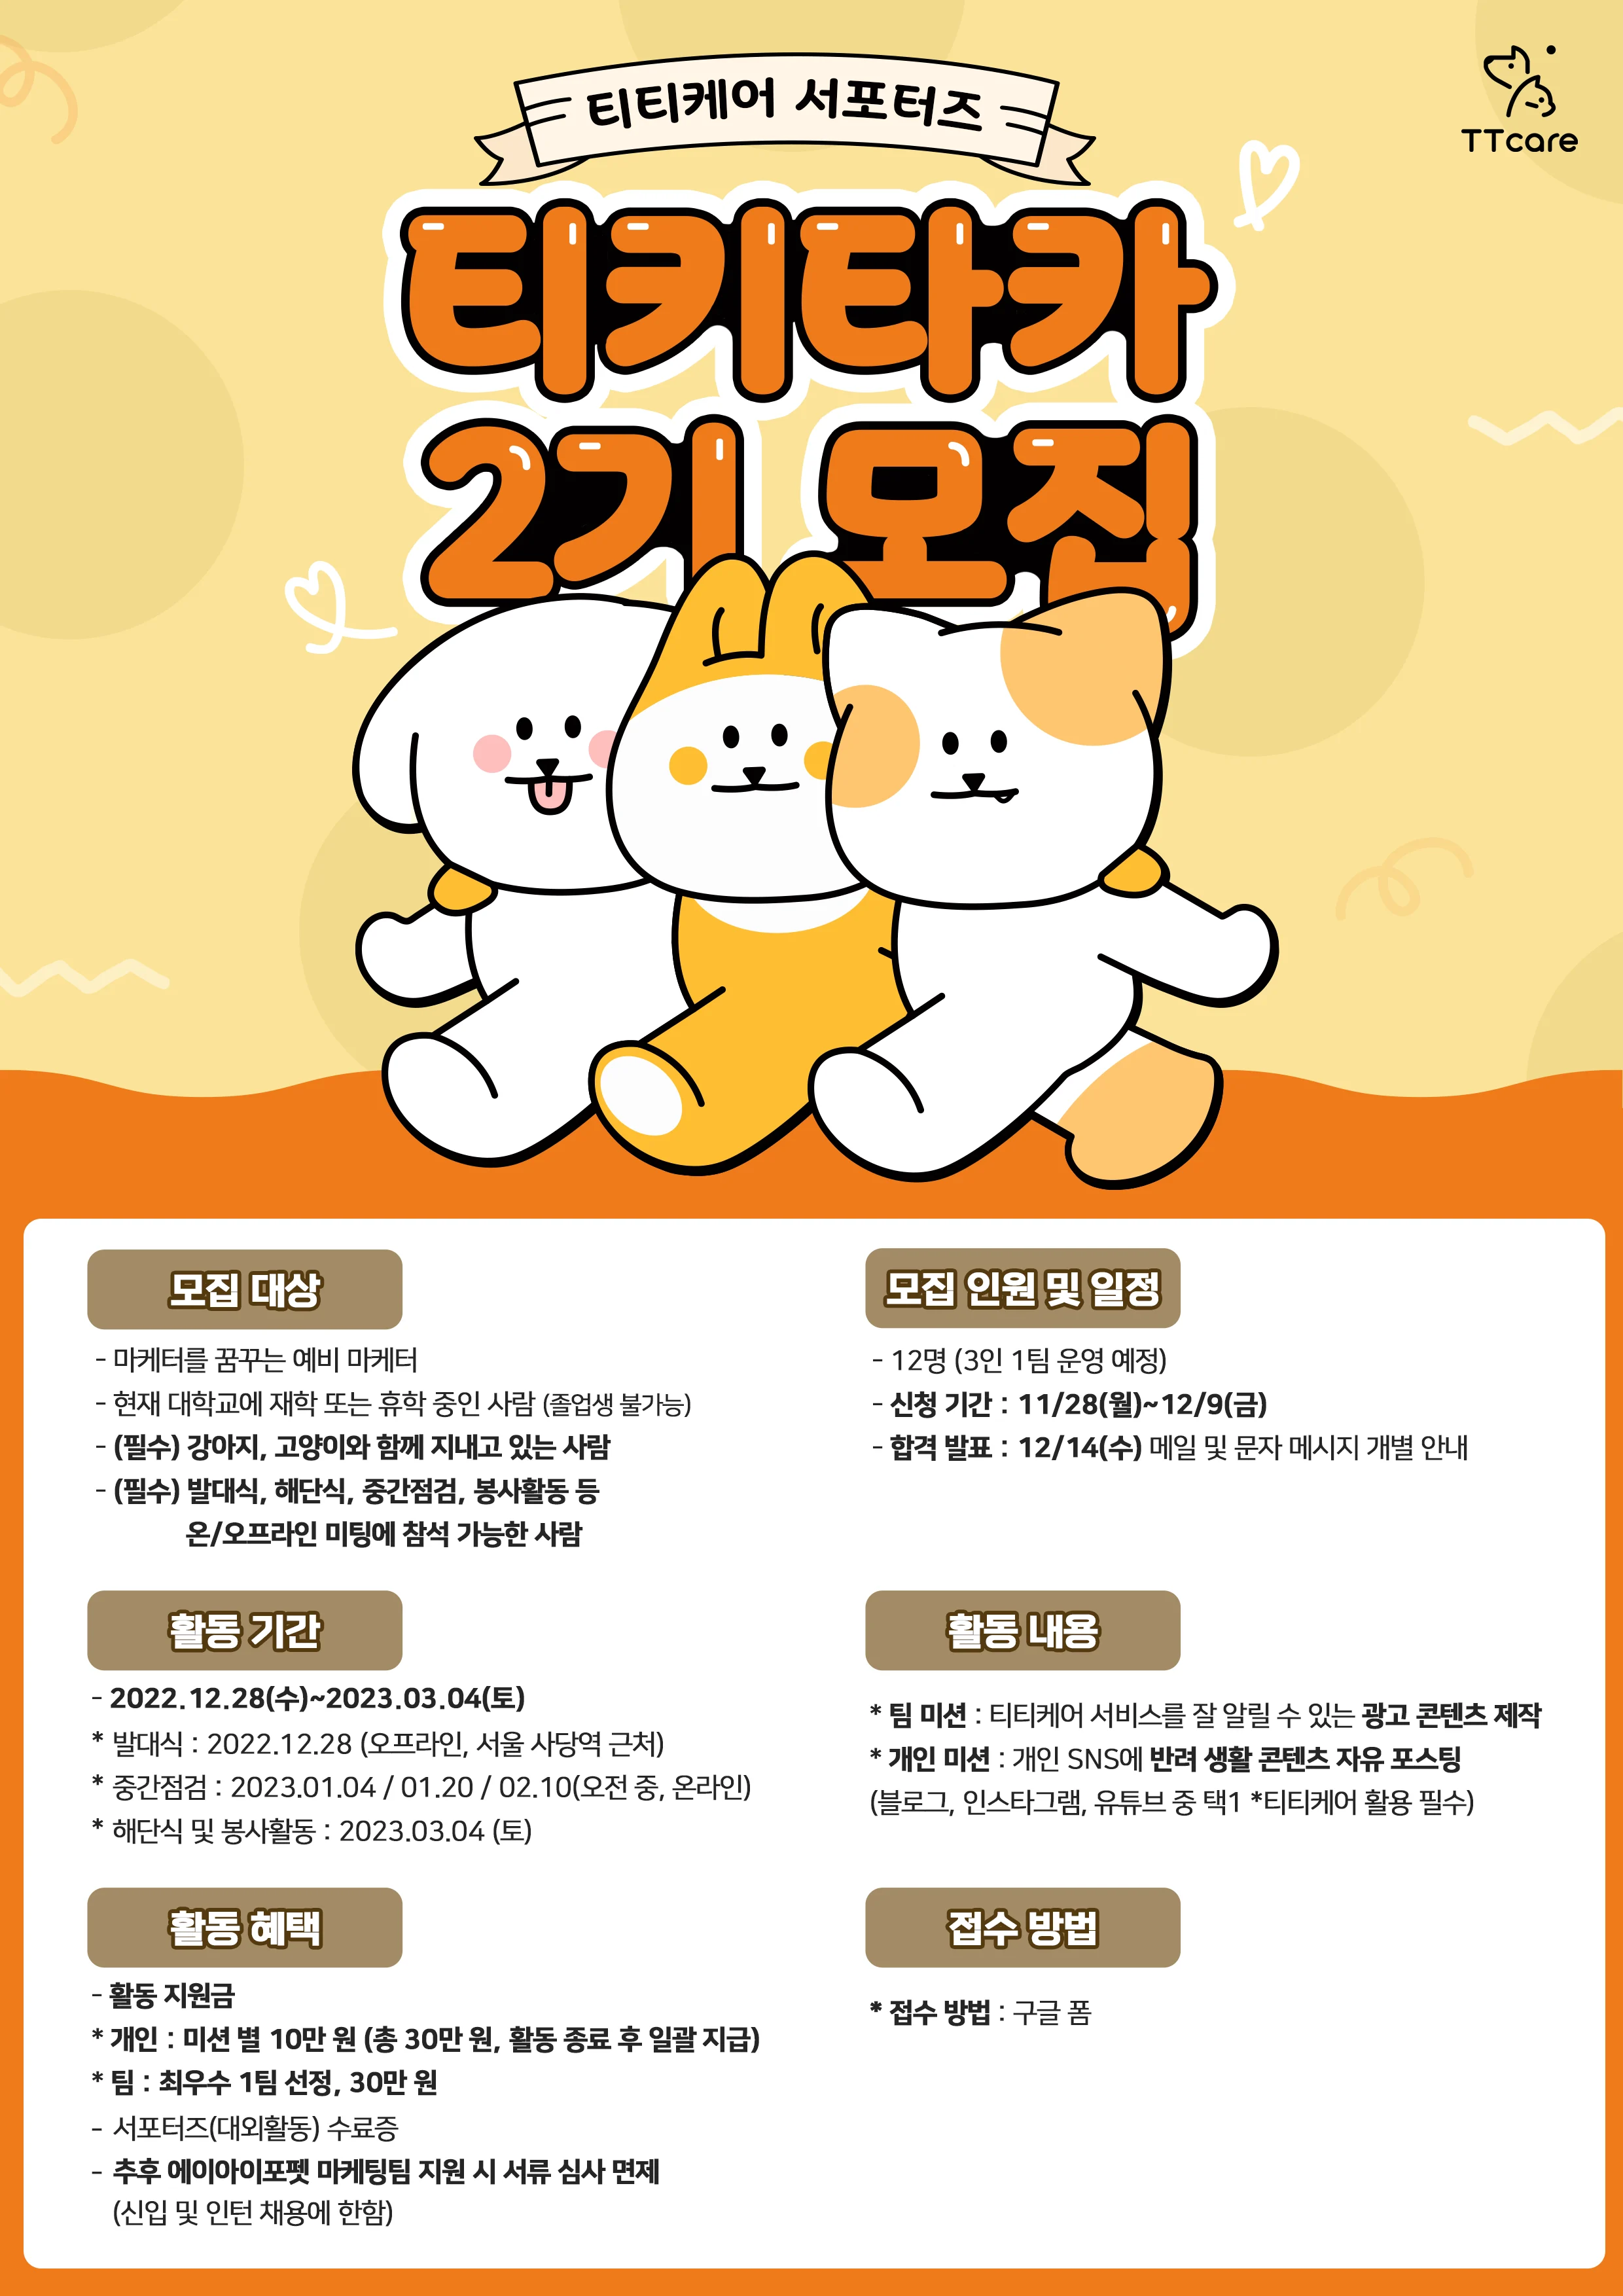 티티케어 서포터즈
TTcare
티키타카
2기 모집
모집 대상
- 마케터를 꿈꾸는 예비 마케터
- 현재 대학교에 재학 또는 휴학 중인 사람 (졸업생 불가능)
- (필수) 강아지, 고양이와 함께 지내고 있는 사람
- (필수) 발대식, 해단식, 중간점검, 봉사활동 등
온/오프라인 미팅에 참석 가능한 사람
모집 인원 및 일정
- 12명 (3인 1팀 운영 예정)
- 신청 기간 : 11/28(월)~12/9(금)
- 합격 발표 : 12/14(수) 메일 및 문자 메시지 개별 안내
활동 기간
- 2022.12.28(수)~2023.03.04(토)
* 발대식 : 2022.12.28 (오프라인, 서울 사당역 근처)
* 중간점검 : 2023.01.04 / 01.20 / 02.10(오전 중, 온라인)
* 해단식 및 봉사활동 : 2023.03.04 (토)
활동 내용
* 팀 미션 : 티티케어 서비스를 잘 알릴 수 있는 광고 콘텐츠 제작
* 개인 미션 : 개인 SNS에 반려 생활 콘텐츠 자유 포스팅
(블로그, 인스타그램, 유튜브 중 택1 *티티케어 활용 필수)
활동 혜택
- 활동 지원금
* 개인 : 미션 별 10만 원 (총 30만 원, 활동 종료 후 일괄 지급)
* 팀 : 최우수 1팀 선정, 30만 원
- 서포터즈(대외활동) 수료증
- 추후 에이아이포펫 마케팅팀 지원 시 서류 심사 면제
(신입 및 인턴 채용에 한함)
접수 방법
* 접수 방법 : 구글 폼